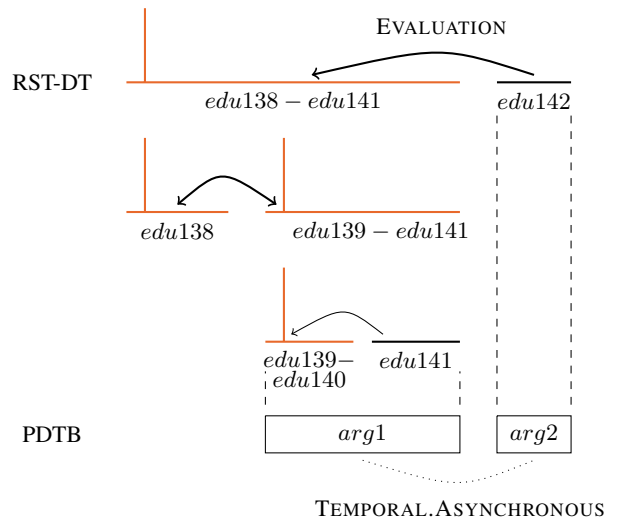 EVALUATION
RST-DT
edu138 − edu141
edu142
edu138
edu139 − edu141
edu139−
edu140
edu141
PDTB
arg1
arg2
TEMPORAL.ASYNCHRONOUS